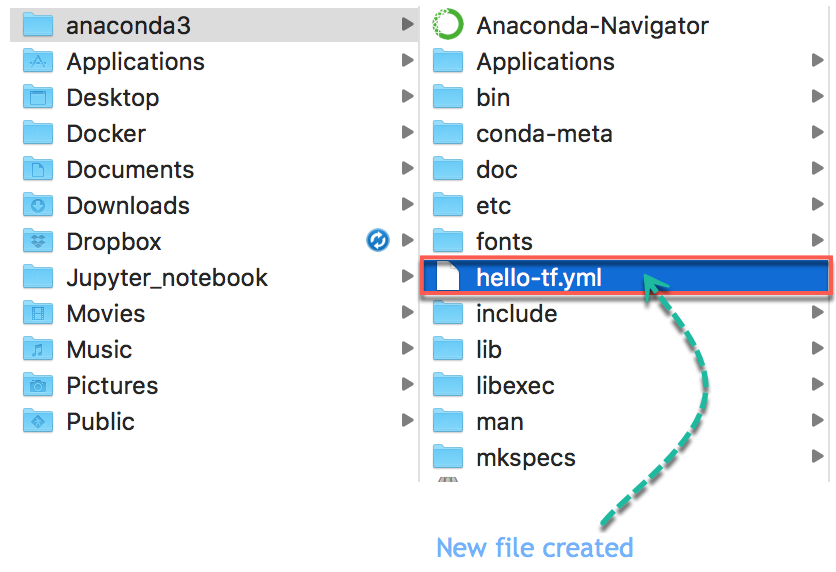 anaconda3
Applications
Desktop
Docker
Documents
Downloads
Dropbox
Jupyter_notebook
Movies
Music
Pictures
Public
Anaconda-Navigator
Applications
bin
conda-meta
doc
etc
fonts
hello-tf.yml
include
lib
libexec
man
mkspecs
New file created